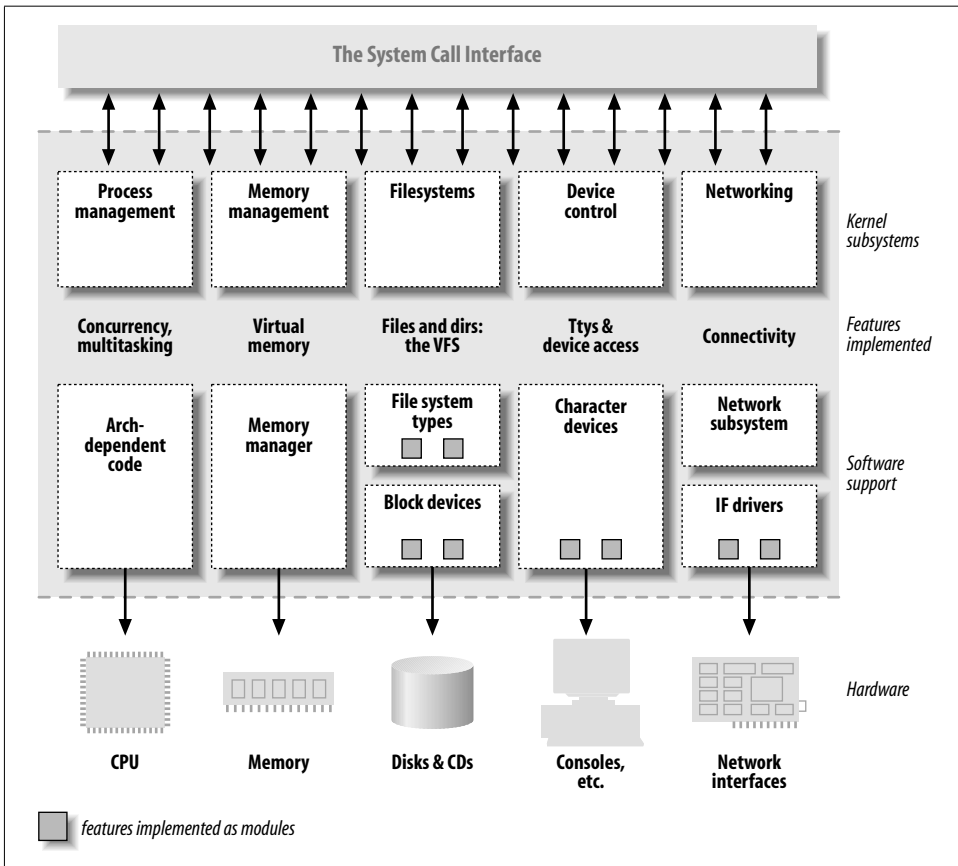 The System Call Interface
Process
management
Memory
management
Filesystems
Device
control
Networking
Kernel
subsystems
Concurrency,
multitasking
Virtual
memory
Files and dirs:
the VFS
Ttys &
device access
Connectivity
Features
implemented
Arch-
dependent
code
Memory
manager
File system
types
Block devices
Character
devices
Network
subsystem
IF drivers
Software
support
Hardware
CPU
Memory
Disks & CDs
Consoles,
etc.
Network
interfaces
features implemented as modules